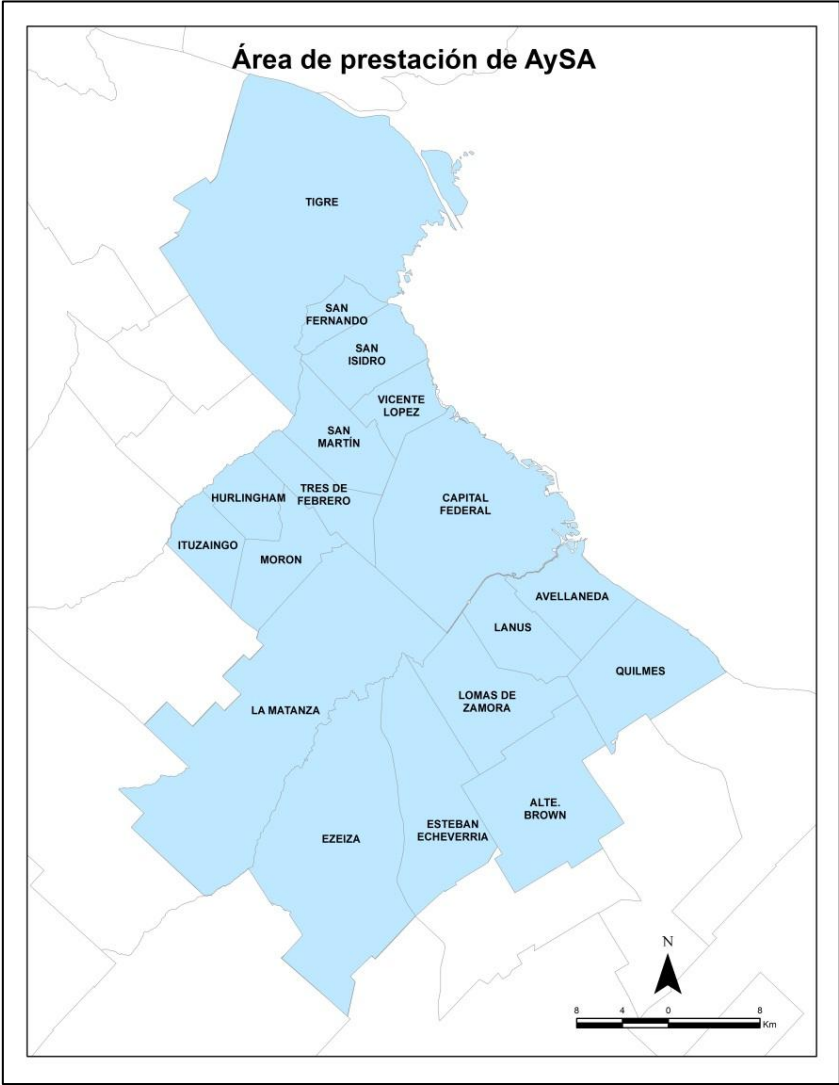 Área de prestación de AySA
TIGRE
SAN
FERNANDO
SAN
ISIDRO
VICENTE
LOPEZ
SAN
MARTÍN
TRES DE
FEBRERO
HURLINGHAM
CAPITAL
FEDERAL
ITUZAINGO
MORON
AVELLANEDA
LANUS
QUILMES
LOMAS DE
ZAMORA
LA MATANZA
ALTE.
BROWN
ESTEBAN
ECHEVERRIA
EZEIZA
N
8 4 0 8
Km